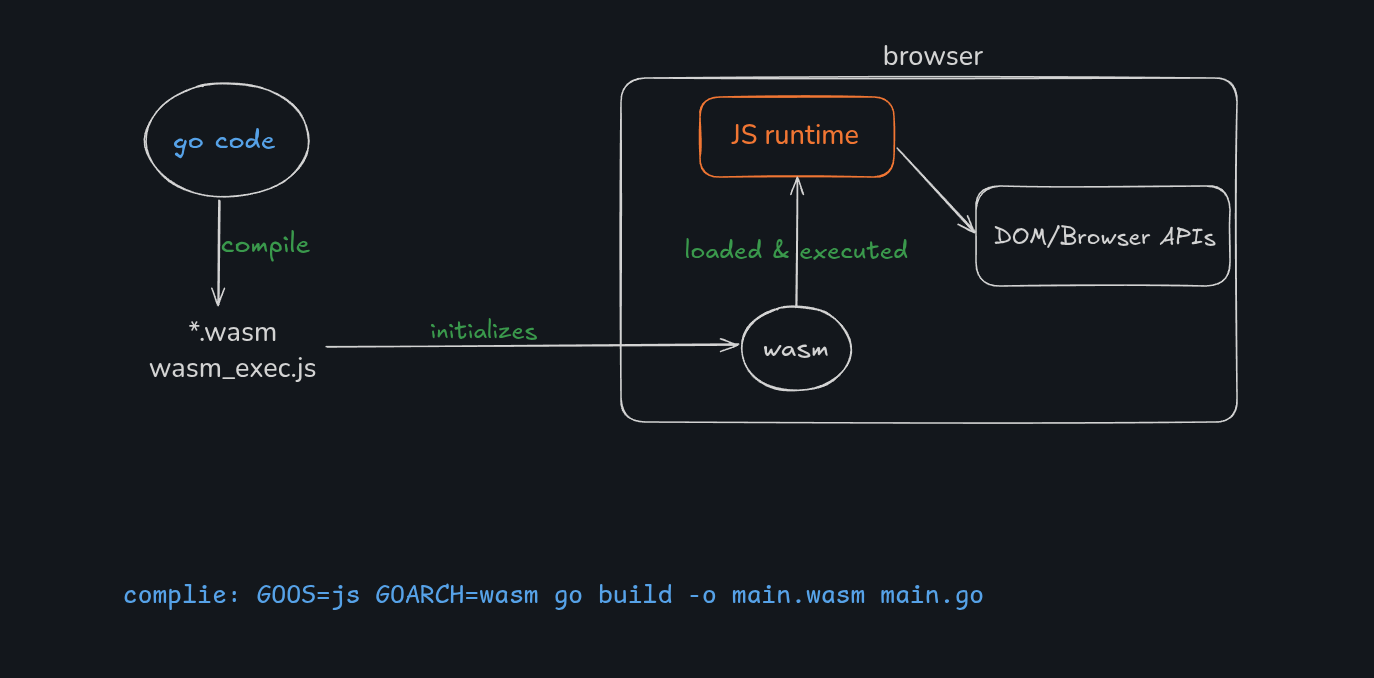 browser
go code
JS runtime
compile
DOM/Browser APIs
loaded & executed
*.wasm
wasm_exec.js
initializes
wasm
complie: GOOS=js GOARCH=wasm go build -o main.wasm main.go